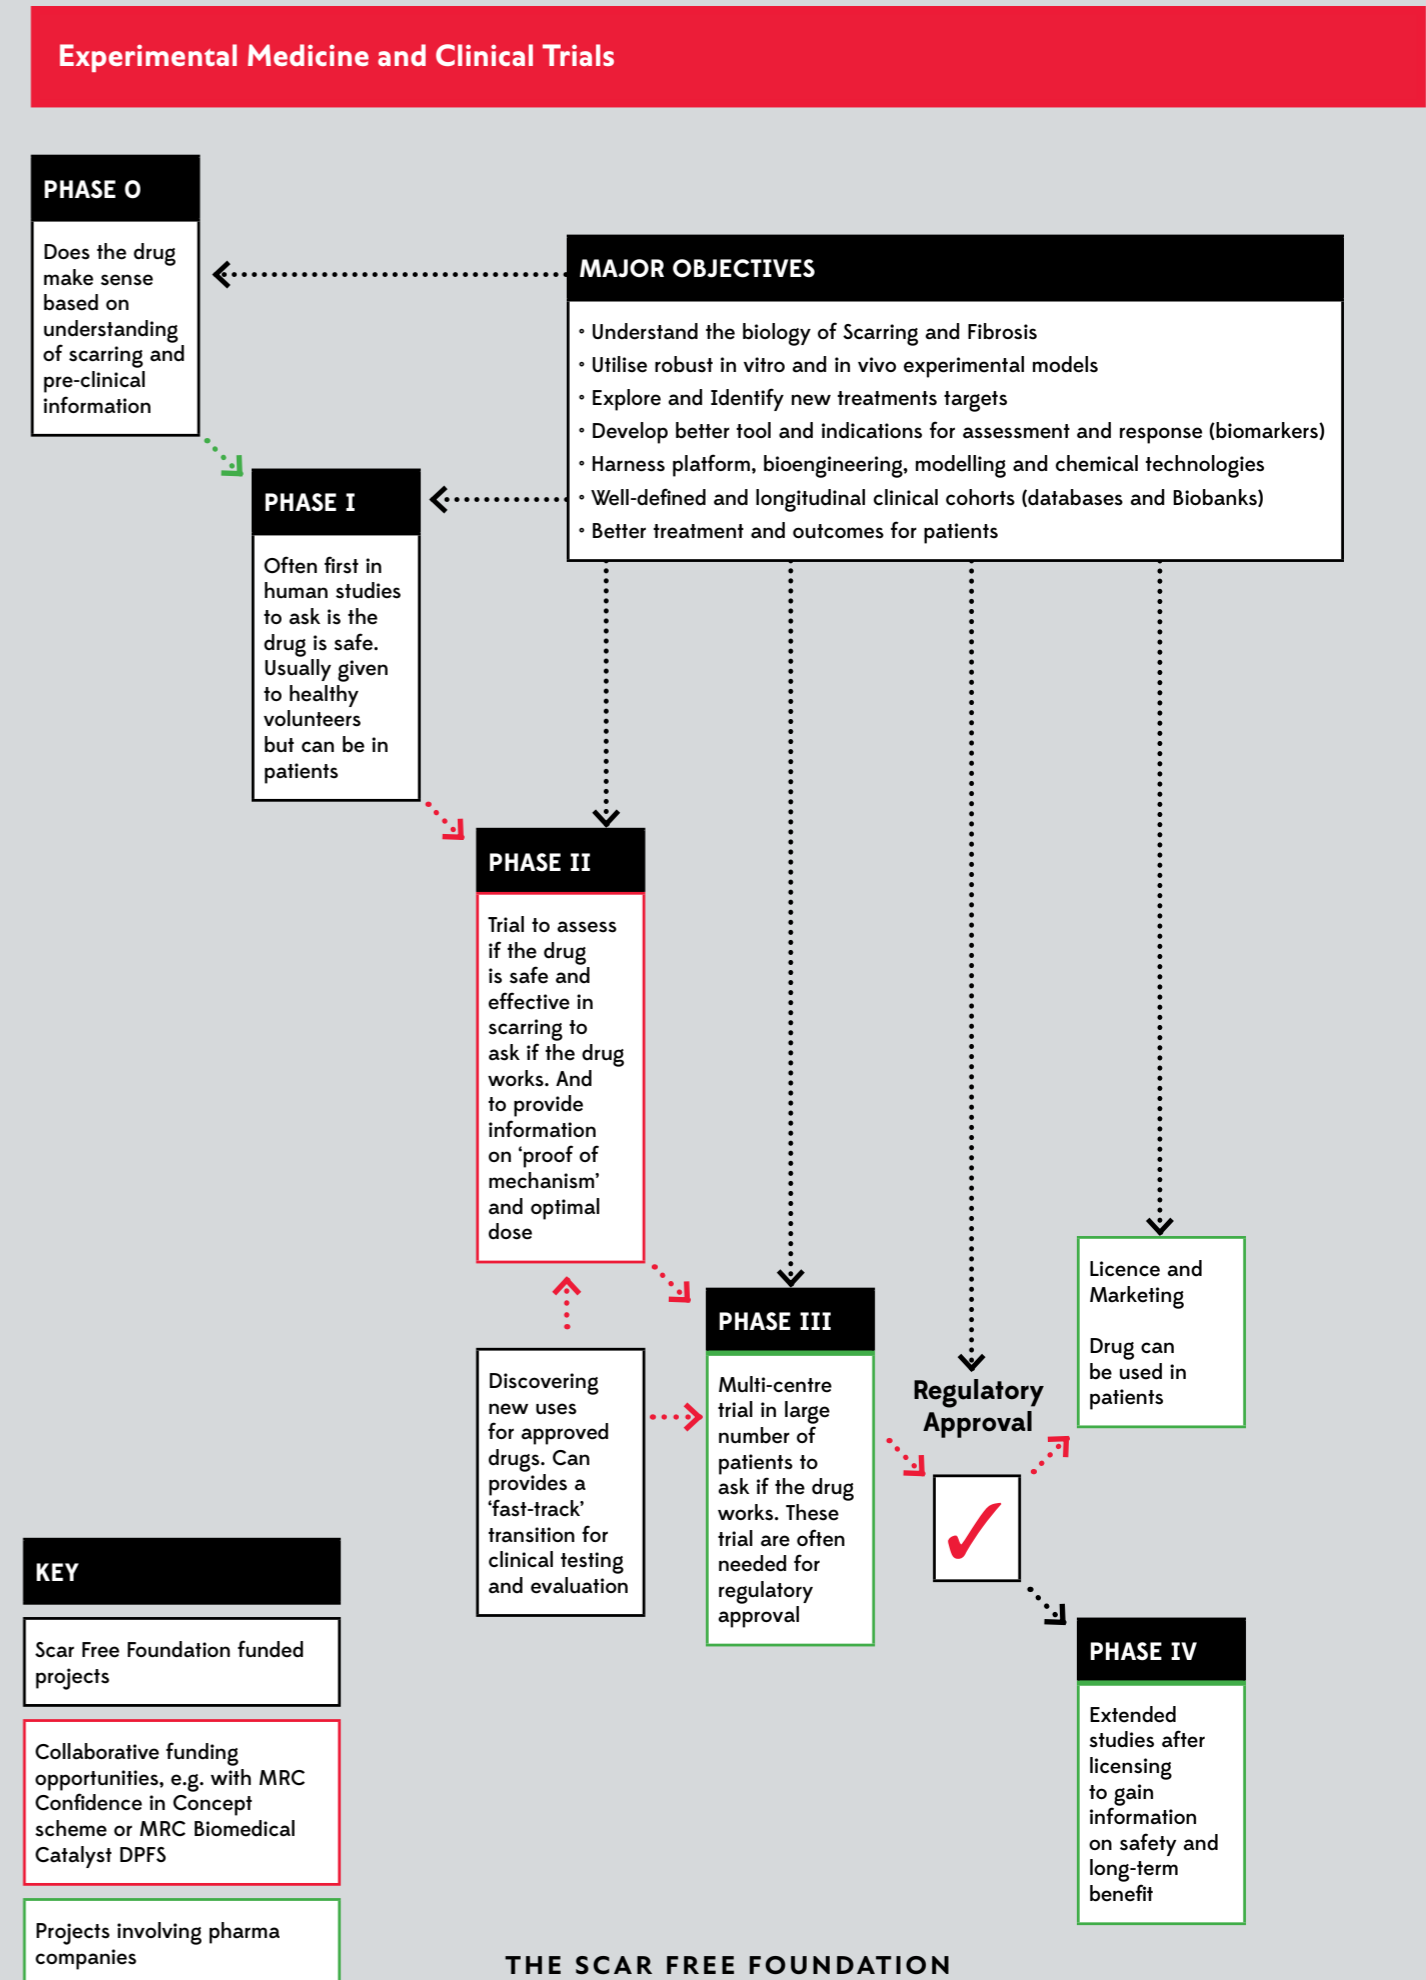 Experimental Medicine and Clinical Trials
PHASE 0
Does the drug
make sense
based on
understanding
of scarring and
pre-clinical
information
MAJOR OBJECTIVES
◦ Understand the biology of Scarring and Fibrosis
◦ Utilise robust in vitro and in vivo experimental models
◦ Explore and Identify new treatments targets
◦ Develop better tool and indications for assessment and response (biomarkers)
◦ Harness platform, bioengineering, modelling and chemical technologies
◦ Well-defined and longitudinal clinical cohorts (databases and Biobanks)
◦ Better treatment and outcomes for patients
PHASE I
Often first in
human studies
to ask is the
drug is safe.
Usually given
to healthy
volunteers
but can be in
patients
PHASE II
Trial to assess
if the drug
is safe and
effective in
scarring to
ask if the drug
works. And
to provide
information
on ‘proof of
mechanism’
and optimal
dose
Discovering
new uses
for approved
drugs. Can
provides a
‘fast-track’
transition for
clinical testing
and evaluation
PHASE III
Multi-centre
trial in large
number of
patients to
ask if the drug
works. These
trial are often
needed for
regulatory
approval
Regulatory
Approval
Licence and
Marketing
Drug can
be used in
patients
PHASE IV
Extended
studies after
licensing
to gain
information
on safety and
long-term
benefit
KEY
Scar Free Foundation funded
projects
Collaborative funding
opportunities, e.g. with MRC
Confidence in Concept
scheme or MRC Biomedical
Catalyst DPFS
Projects involving pharma
companies
THE SCAR FREE FOUNDATION